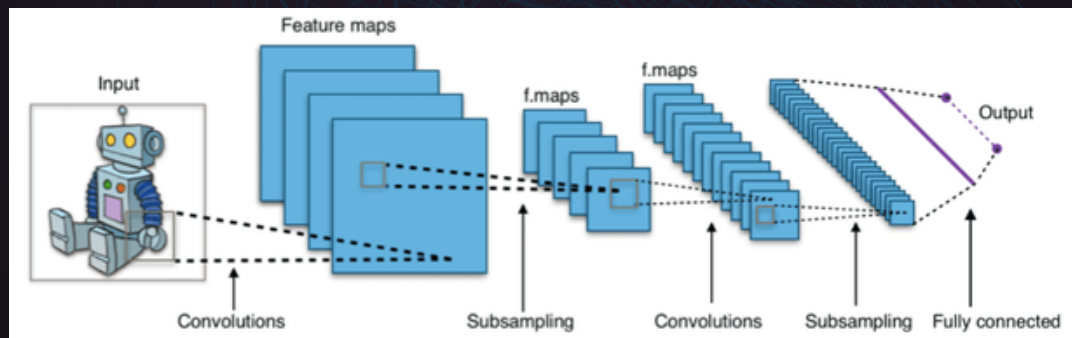 Feature maps
Input
f.maps
f.maps
Output
Convolutions
Subsampling
Convolutions
Subsampling
Fully connected